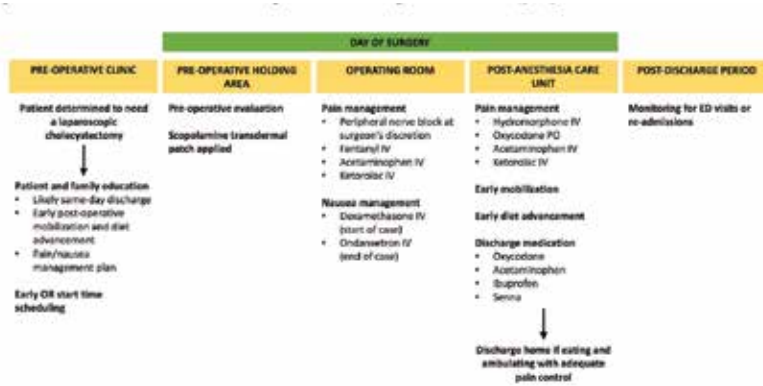 DAY OF SURGERY
PRE-OPERATIVE CLINIC
Patient determined to need
a laparoscopic
cholecystectomy
Patient and family education
• Likely same-day discharge
• Early post-operative
mobilization and diet
advancement
• Pain/nausea
management plan
Early OR start time
scheduling
PRE-OPERATIVE HOLDING
AREA
Pre-operative evaluation
Scopolamine transdermal
patch applied
OPERATING ROOM
Pain management
• Peripheral nerve block at
surgeon's discretion
• Fentanyl IV
• Acetaminophen IV
• Ketorolac IV
Nausea management
• Dexamethasone IV
(start of case)
• Ondansetron IV
(end of case)
POST-ANESTHESIA CARE
UNIT
Pain management
• Hydromorphone IV
• Oxycodone PO
• Acetaminophen IV
• Ketorolac IV
Early mobilization
Early diet advancement
Discharge medication
• Oxycodone
• Acetaminophen
• Ibuprofen
• Senna
Discharge home if eating and
ambulating with adequate
pain control
POST-DISCHARGE PERIOD
Monitoring for ED visits or
re-admissions